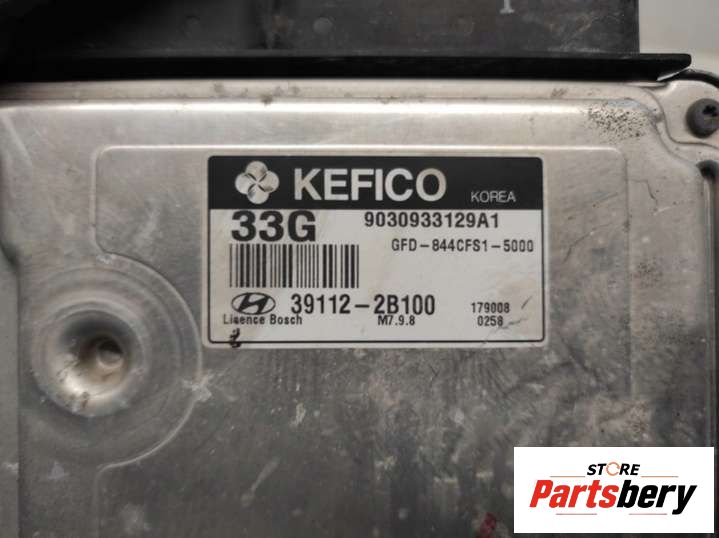 KEFICO KOREA
33G 9030933129A1
GFD-844CFS1-5000
39112-2B100 179008
Lisence Bosch M7.9.8 0258
STORE
Partsbery